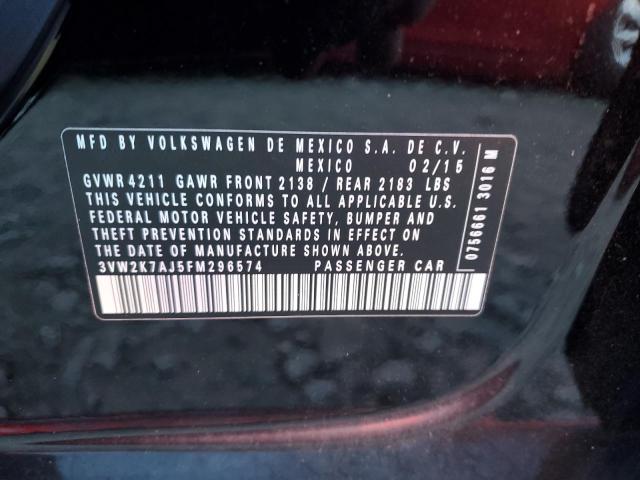 MFD BY VOLKSWAGEN DE MEXICO S.A. DE C.V.
MEXICO 02/15
GVWR 4211 GAWR FRONT 2138 / REAR 2183 LBS
THIS VEHICLE CONFORMS TO ALL APPLICABLE U.S.
FEDERAL MOTOR VEHICLE SAFETY, BUMPER AND
THEFT PREVENTION STANDARDS IN EFFECT ON
THE DATE OF MANUFACTURE SHOWN ABOVE.
3VW2K7AJ5FM296574 PASSENGER CAR
0756661 3016 M